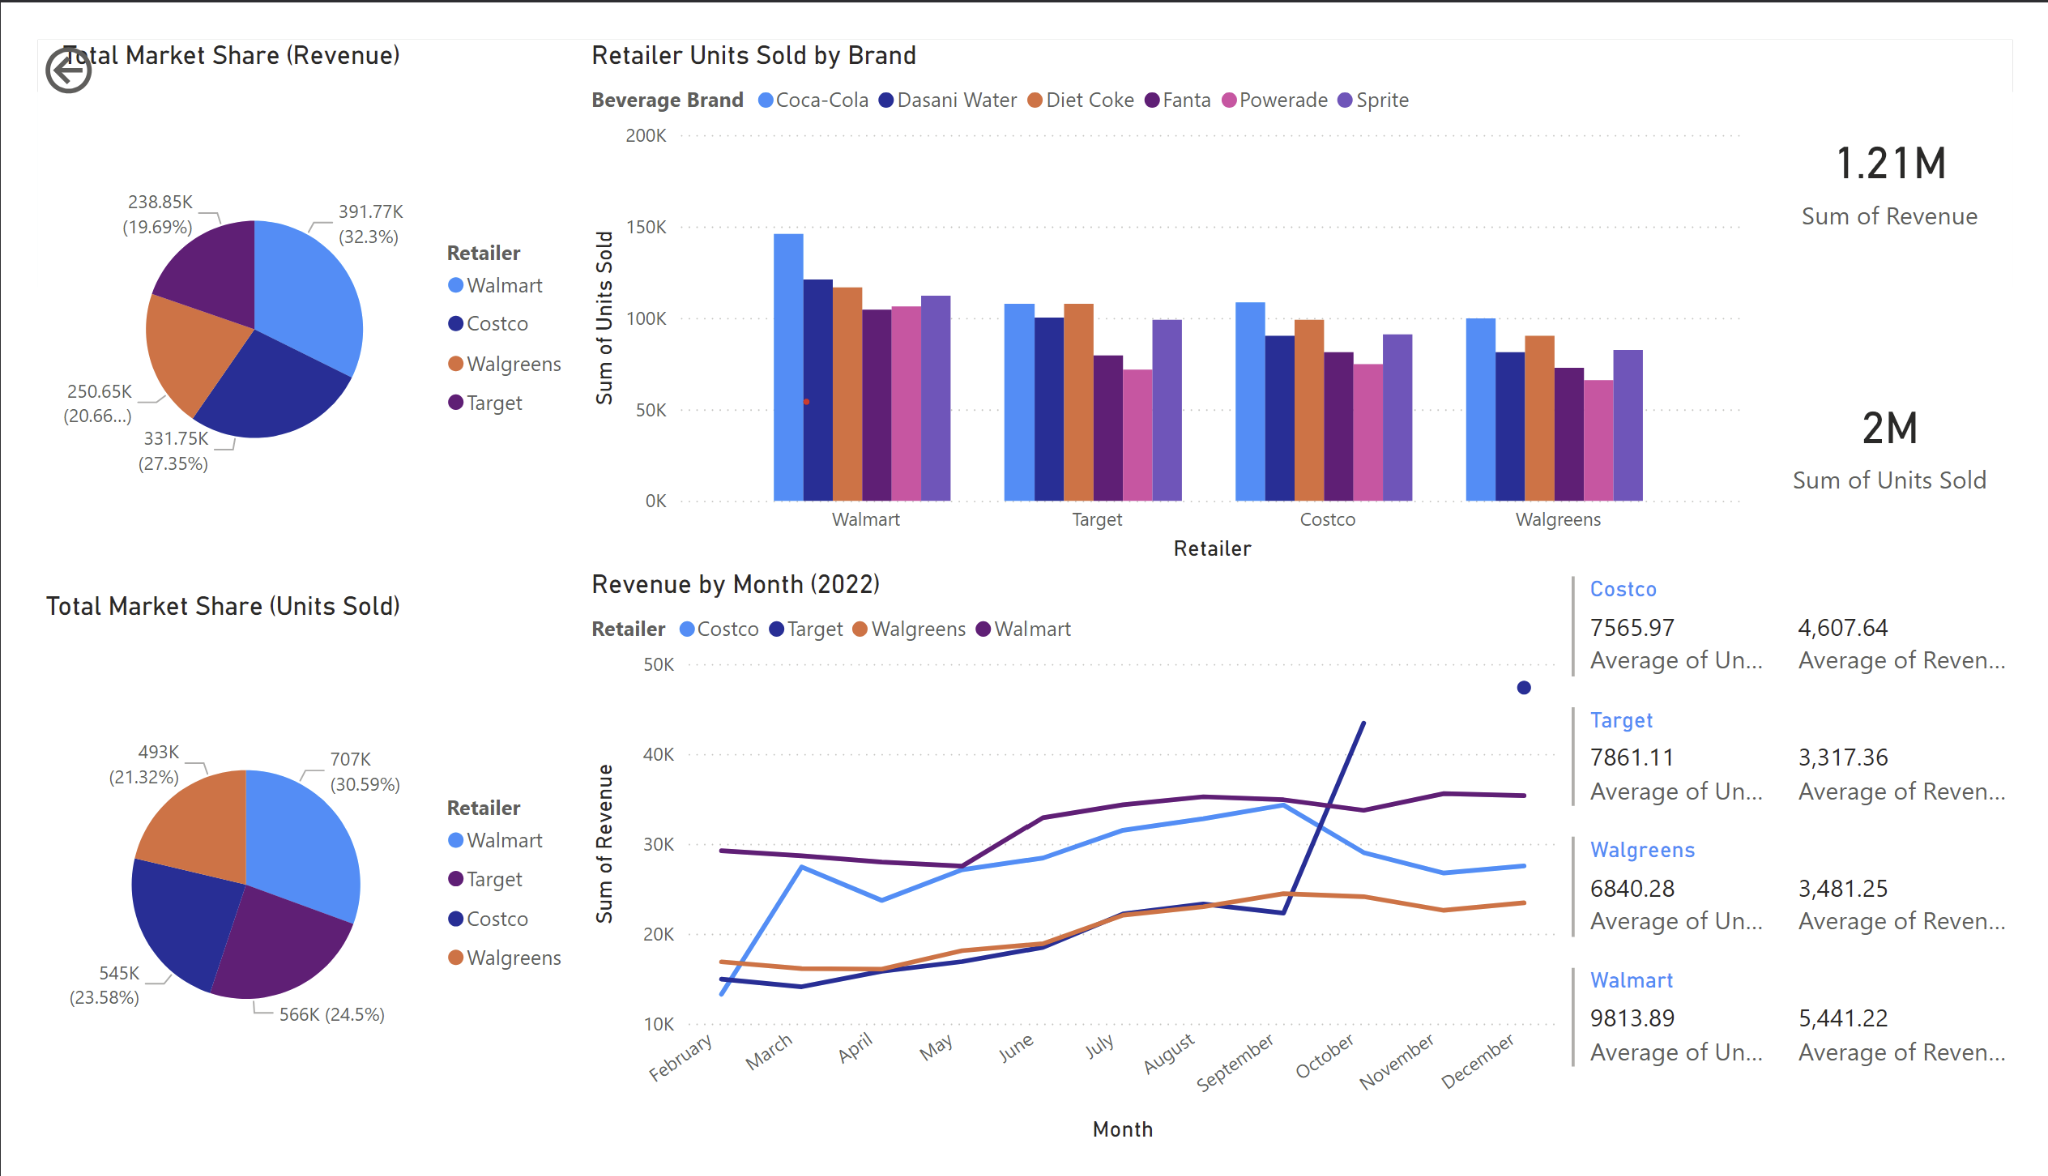 Total Market Share (Revenue)
238.85K
(19.69%)
391.77K
(32.3%)
250.65K
(20.66...)
331.75K
(27.35%)
Retailer
Walmart
Costco
Walgreens
Target
Retailer Units Sold by Brand
Beverage Brand Coca-Cola Dasani Water Diet Coke Fanta Powerade Sprite
Sum of Units Sold
200K
150K
100K
50K
0K
Walmart Target Costco Walgreens
Retailer
1.21M
Sum of Revenue
2M
Sum of Units Sold
Total Market Share (Units Sold)
493K
(21.32%)
707K
(30.59%)
545K
(23.58%)
566K (24.5%)
Retailer
Walmart
Target
Costco
Walgreens
Revenue by Month (2022)
Retailer Costco Target Walgreens Walmart
Sum of Revenue
50K
40K
30K
20K
10K
February March April May June July August September October November December
Month
Costco
7565.97 4,607.64
Average of Un... Average of Reven...
Target
7861.11 3,317.36
Average of Un... Average of Reven...
Walgreens
6840.28 3,481.25
Average of Un... Average of Reven...
Walmart
9813.89 5,441.22
Average of Un... Average of Reven...